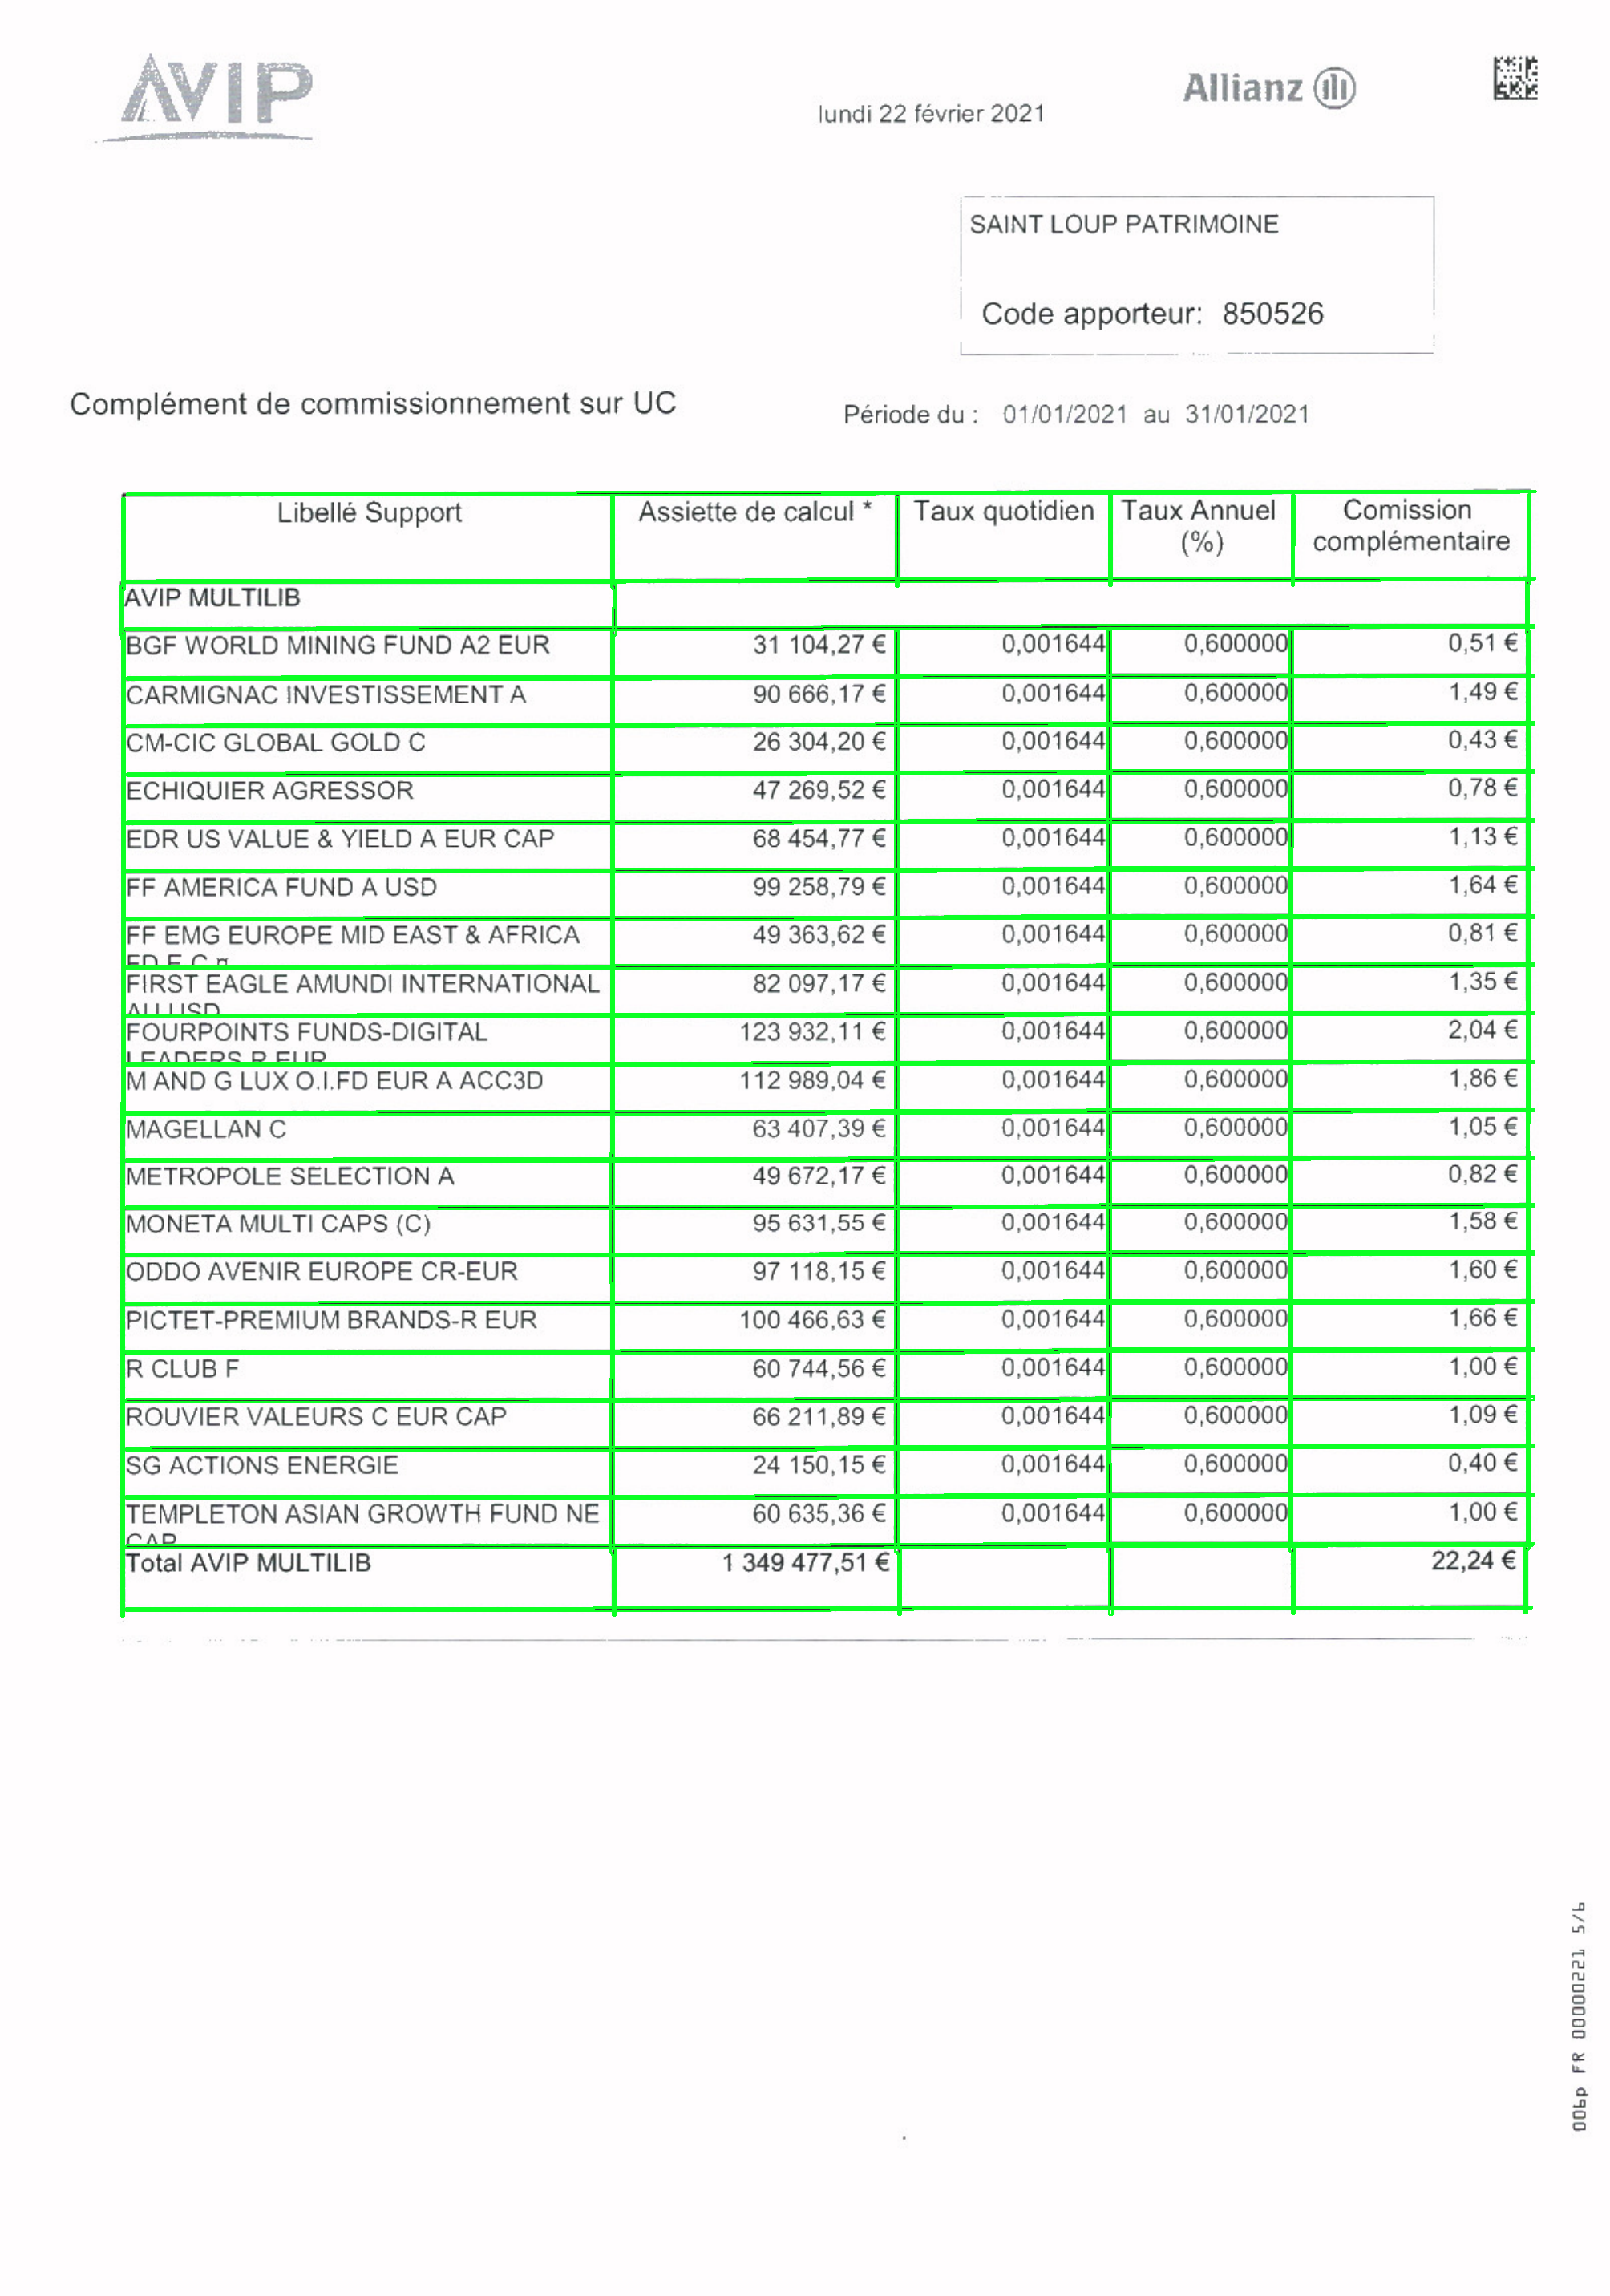 AVIP
lundi 22 février 2021
Allianz
SAINT LOUP PATRIMOINE
Code apporteur: 850526
Complément de commissionnement sur UC
Période du : 01/01/2021 au 31/01/2021
Libellé Support Assiette de calcul * Taux quotidien Taux Annuel (%) Comission complémentaire
AVIP MULTILIB
BGF WORLD MINING FUND A2 EUR 31 104,27 € 0,001644 0,600000 0,51 €
CARMIGNAC INVESTISSEMENT A 90 666,17 € 0,001644 0,600000 1,49 €
CM-CIC GLOBAL GOLD C 26 304,20 € 0,001644 0,600000 0,43 €
ECHIQUIER AGRESSOR 47 269,52 € 0,001644 0,600000 0,78 €
EDR US VALUE & YIELD A EUR CAP 68 454,77 € 0,001644 0,600000 1,13 €
FF AMERICA FUND A USD 99 258,79 € 0,001644 0,600000 1,64 €
FF EMG EUROPE MID EAST & AFRICA 49 363,62 € 0,001644 0,600000 0,81 €
FIRST EAGLE AMUNDI INTERNATIONAL 82 097,17 € 0,001644 0,600000 1,35 €
FOURPOINTS FUNDS-DIGITAL 123 932,11 € 0,001644 0,600000 2,04 €
LEADERS R EUR
M AND G LUX O.I.FD EUR A ACC3D 112 989,04 € 0,001644 0,600000 1,86 €
MAGELLAN C 63 407,39 € 0,001644 0,600000 1,05 €
METROPOLE SELECTION A 49 672,17 € 0,001644 0,600000 0,82 €
MONETA MULTI CAPS (C) 95 631,55 € 0,001644 0,600000 1,58 €
ODDO AVENIR EUROPE CR-EUR 97 118,15 € 0,001644 0,600000 1,60 €
PICTET-PREMIUM BRANDS-R EUR 100 466,63 € 0,001644 0,600000 1,66 €
R CLUB F 60 744,56 € 0,001644 0,600000 1,00 €
ROUVIER VALEURS C EUR CAP 66 211,89 € 0,001644 0,600000 1,09 €
SG ACTIONS ENERGIE 24 150,15 € 0,001644 0,600000 0,40 €
TEMPLETON ASIAN GROWTH FUND NE 60 635,36 € 0,001644 0,600000 1,00 €
CAP
Total AVIP MULTILIB 1 349 477,51 € 22,24 €
006p FR 00000221 5/6